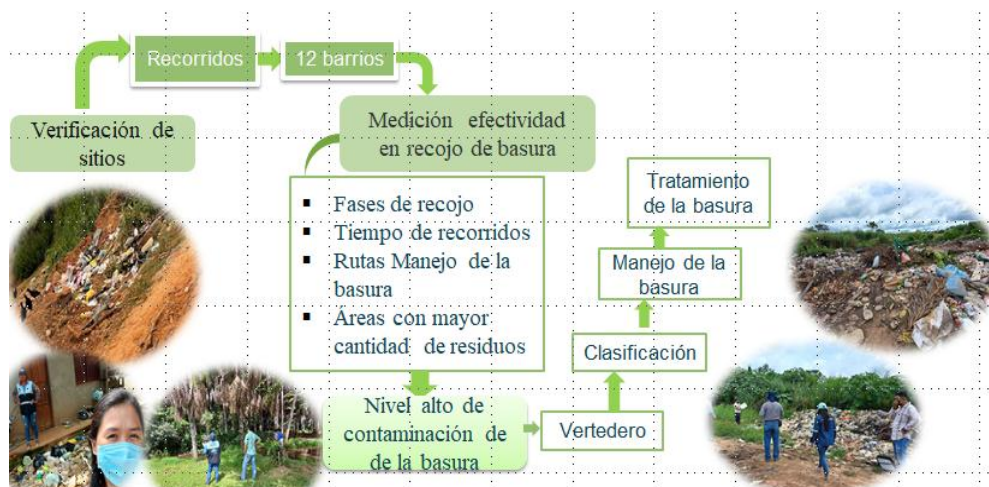 Verificación de
sitios
Recorridos
12 barrios
Medición efectividad
en recojo de basura
▪ Fases de recojo
▪ Tiempo de recorridos
▪ Rutas Manejo de la
basura
▪ Áreas con mayor
cantidad de residuos
Nivel alto de
contaminación de
de la basura
Vertedero
Clasificación
Manejo de la
basura
Tratamiento
de la basura